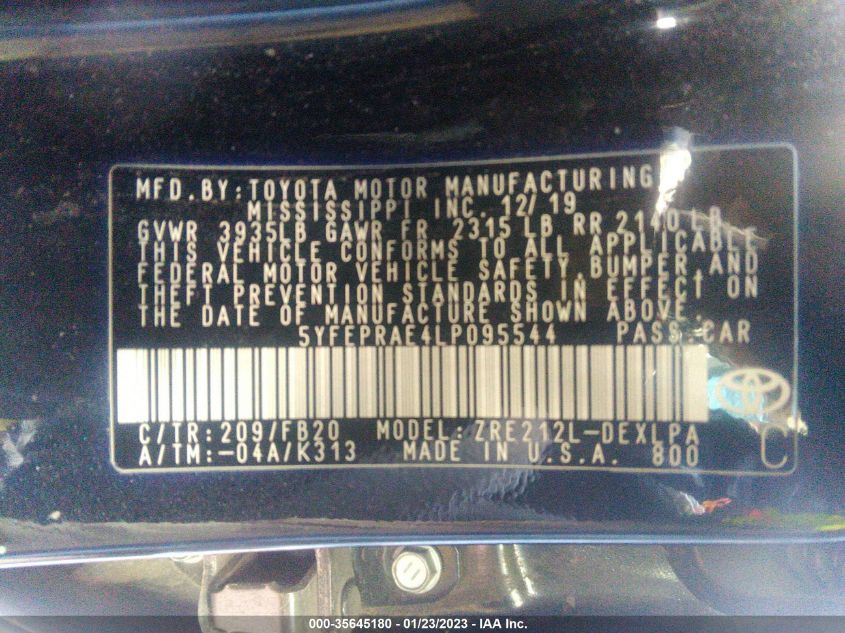 MFD. BY: TOYOTA MOTOR MANUFACTURING
MISSISSIPPI INC. 12/19
GVWR 3935LB GAWR FR 2315 LB RR 2110 LB
THIS VEHICLE CONFORMS TO ALL APPLICABLE
FEDERAL MOTOR VEHICLE SAFETY, BUMPER, AND
THEFT PREVENTION STANDARDS IN EFFECT ON
THE DATE OF MANUFACTURE SHOWN ABOVE.
5YFEPRAE4LP095544 PASS. CAR
C/TR: 209/FB20 MODEL: ZRE212L-DEXLPA
A/TM: -04A/K313 MADE IN U.S.A. 800
C
000-35645180 - 01/23/2023 - IAA Inc.